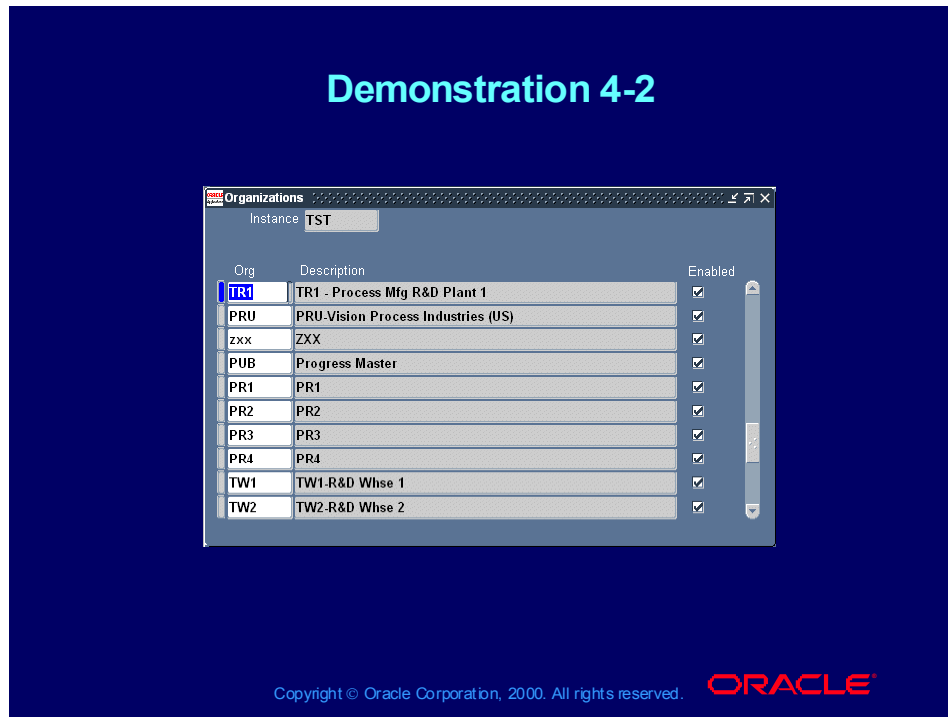 Demonstration 4-2
Organizations
Instance TST
Org Description Enabled
TR1 TR1 - Process Mfg R&D Plant 1
PRU PRU-Vision Process Industries (US)
zxx ZXX
PUB Progress Master
PR1 PR1
PR2 PR2
PR3 PR3
PR4 PR4
TW1 TW1-R&D Whse 1
TW2 TW2-R&D Whse 2
Copyright © Oracle Corporation, 2000. All rights reserved.
ORACLE®